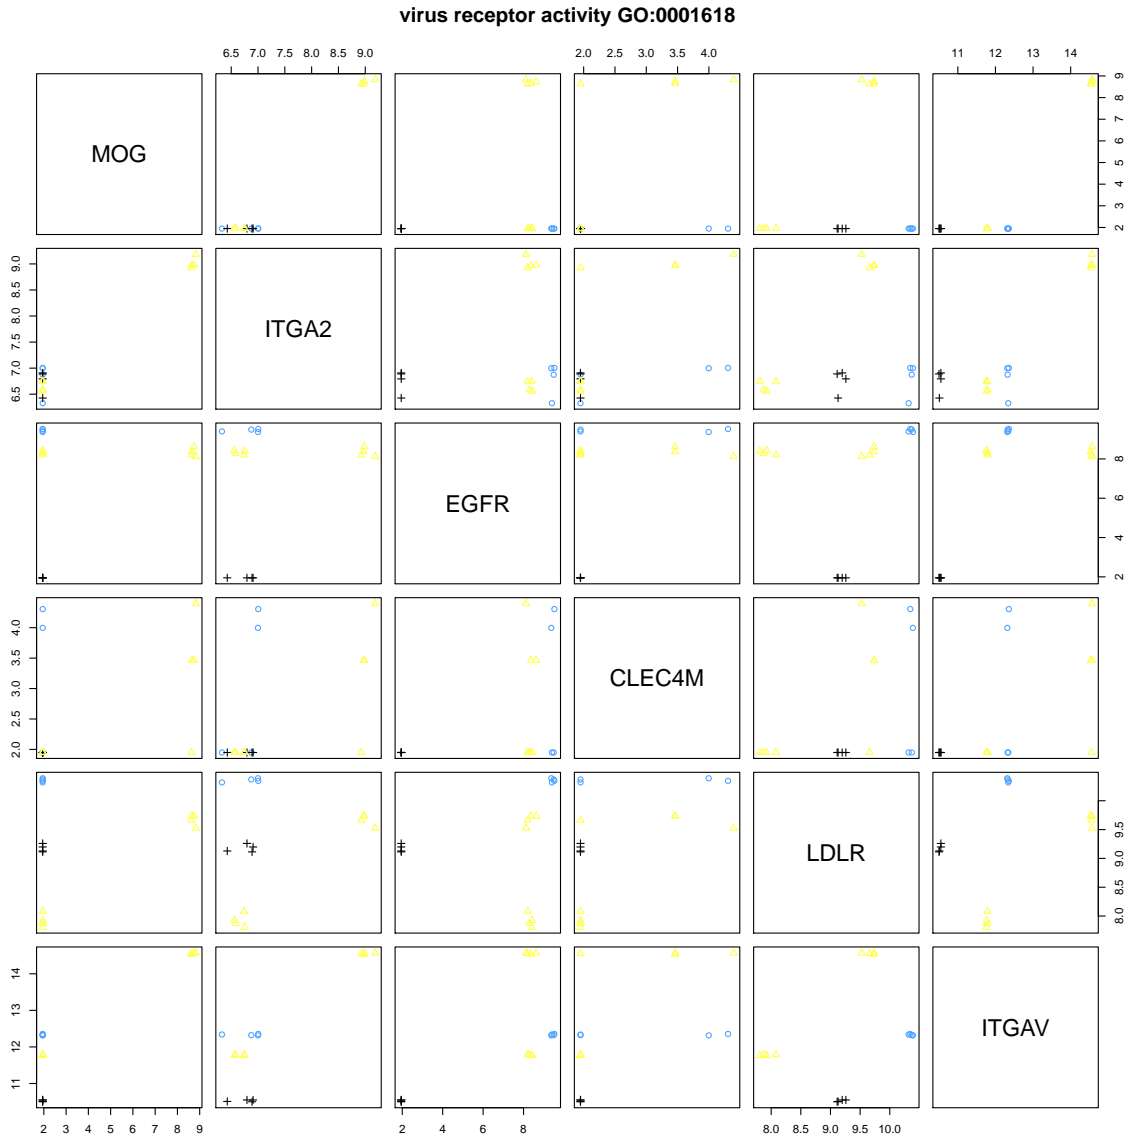 virus receptor activity GO:0001618
6.5 7.0 8.0 9.0
2.0 2.5 3.0 3.5 4.0
11 12 13 14
MOG
2 3 4 5 6 7 8 9
6.5 7.0 7.5 8.0 8.5 9.0
ITGA2
EGFR
2 4 6 8
2.0 2.5 3.0 3.5 4.0
CLEC4M
LDLR
8.0 8.5 9.0 9.5
11 12 13 14
ITGAV
2 3 4 5 6 7 8 9
2 4 6 8
8.0 8.5 9.0 9.5 10.0